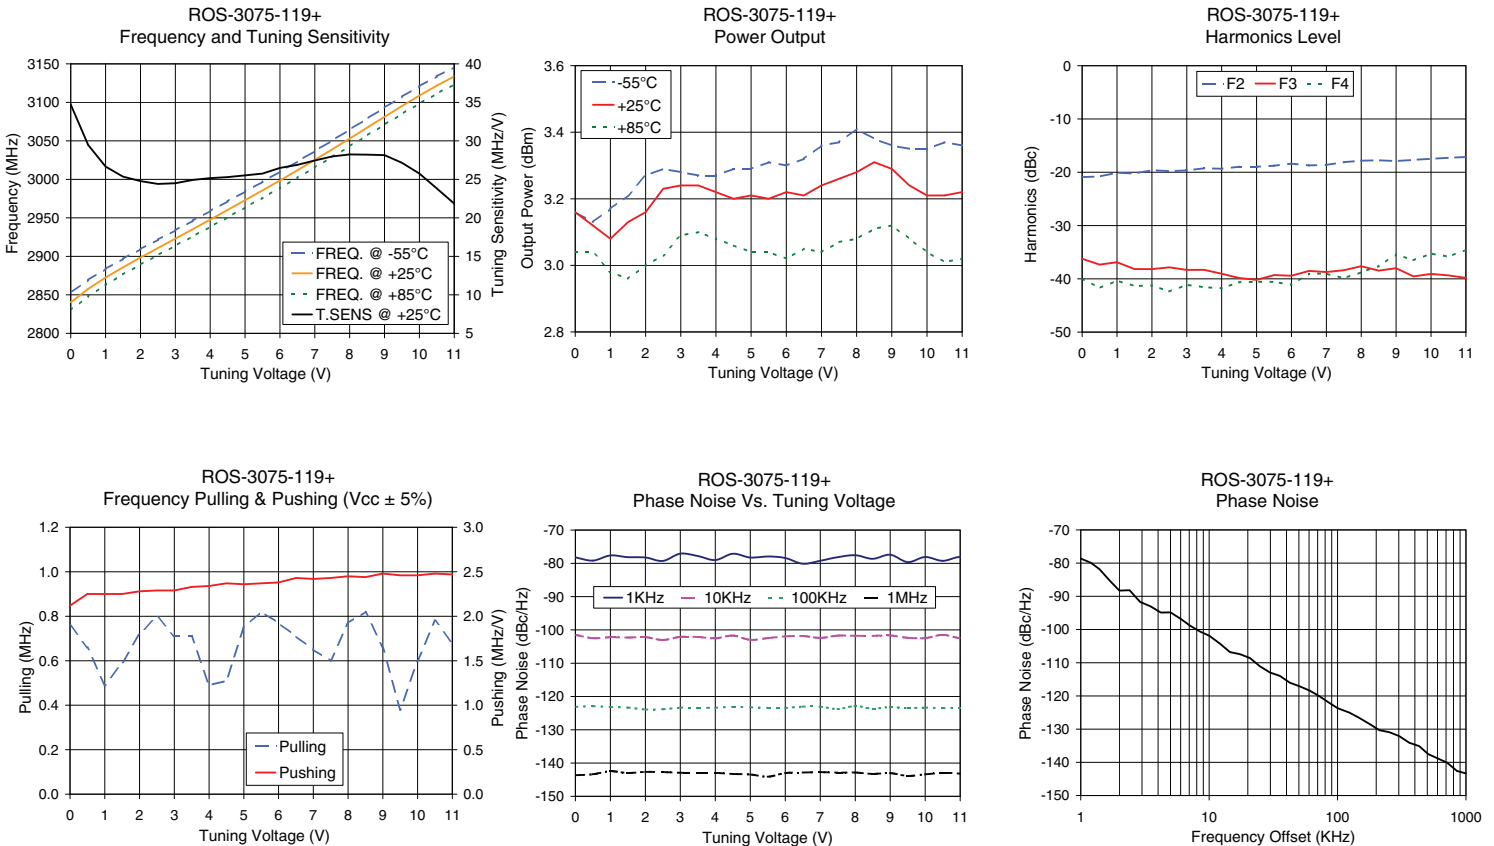 ROS-3075-119+
Frequency and Tuning Sensitivity
3150
3100
3050
3000
2950
2900
2850
2800
40
35
30
25
20
15
10
5
Frequency (MHz)
Tuning Sensitivity (MHz/V)
FREQ. @ -55°C
FREQ. @ +25°C
FREQ. @ +85°C
T.SENS @ +25°C
0 1 2 3 4 5 6 7 8 9 10 11
Tuning Voltage (V)
ROS-3075-119+
Power Output
3.6
3.4
3.2
3.0
2.8
Output Power (dBm)
-55°C
+25°C
+85°C
0 1 2 3 4 5 6 7 8 9 10 11
Tuning Voltage (V)
ROS-3075-119+
Harmonics Level
0
-10
-20
-30
-40
-50
Harmonics (dBc)
F2 F3 F4
0 1 2 3 4 5 6 7 8 9 10 11
Tuning Voltage (V)
ROS-3075-119+
Frequency Pulling & Pushing (Vcc ± 5%)
1.2
1.0
0.8
0.6
0.4
0.2
0.0
3.0
2.5
2.0
1.5
1.0
0.5
0.0
Pulling (MHz)
Pushing (MHz/V)
Pulling
Pushing
0 1 2 3 4 5 6 7 8 9 10 11
Tuning Voltage (V)
ROS-3075-119+
Phase Noise Vs. Tuning Voltage
-70
-80
-90
-100
-110
-120
-130
-140
-150
Phase Noise (dBc/Hz)
1KHz 10KHz 100KHz 1MHz
0 1 2 3 4 5 6 7 8 9 10 11
Tuning Voltage (V)
ROS-3075-119+
Phase Noise
-70
-80
-90
-100
-110
-120
-130
-140
-150
Phase Noise (dBc/Hz)
1 10 100 1000
Frequency Offset (KHz)